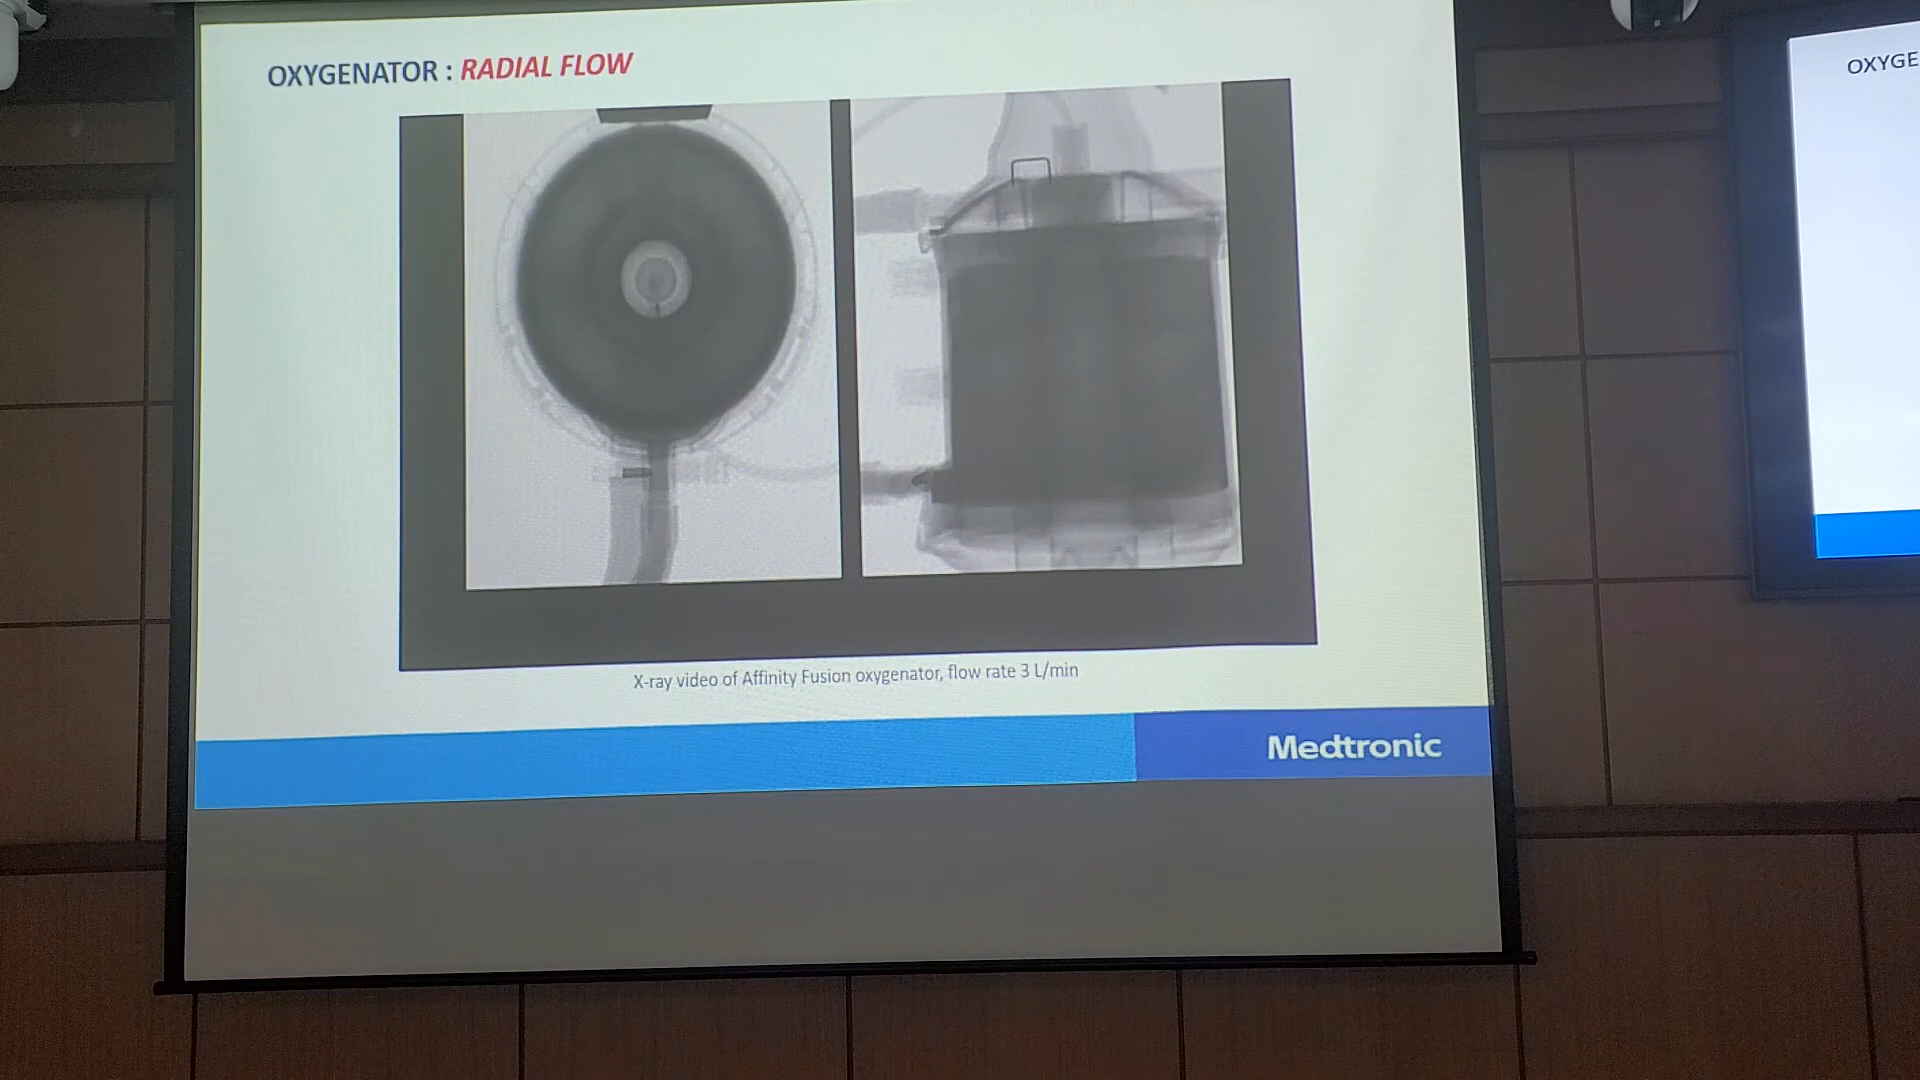 OXYGENATOR : RADIAL FLOW
OXYGE
X-ray video of Affinity Fusion oxygenator, flow rate 3 L/min
Medtronic